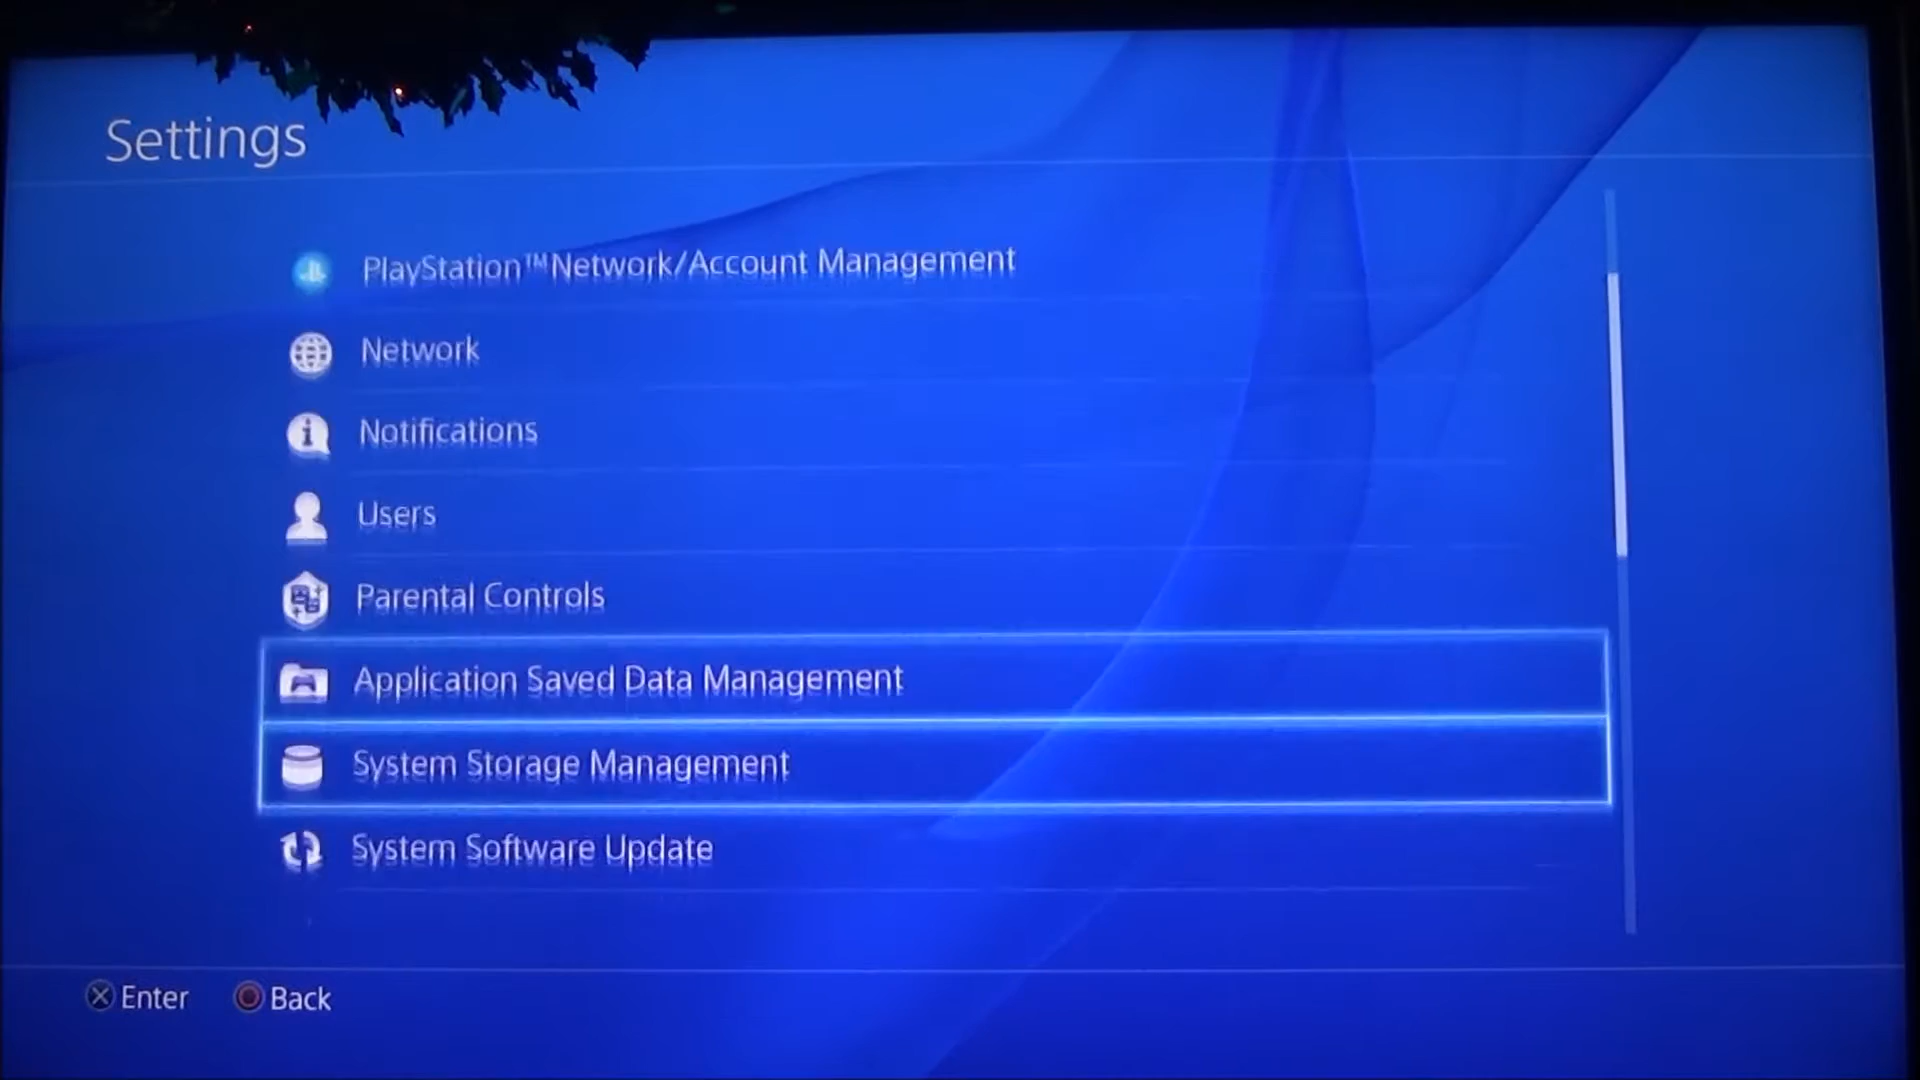 Settings
PlayStation™Network/Account Management
Network
Notifications
Users
Parental Controls
Application Saved Data Management
System Storage Management
System Software Update
Enter Back